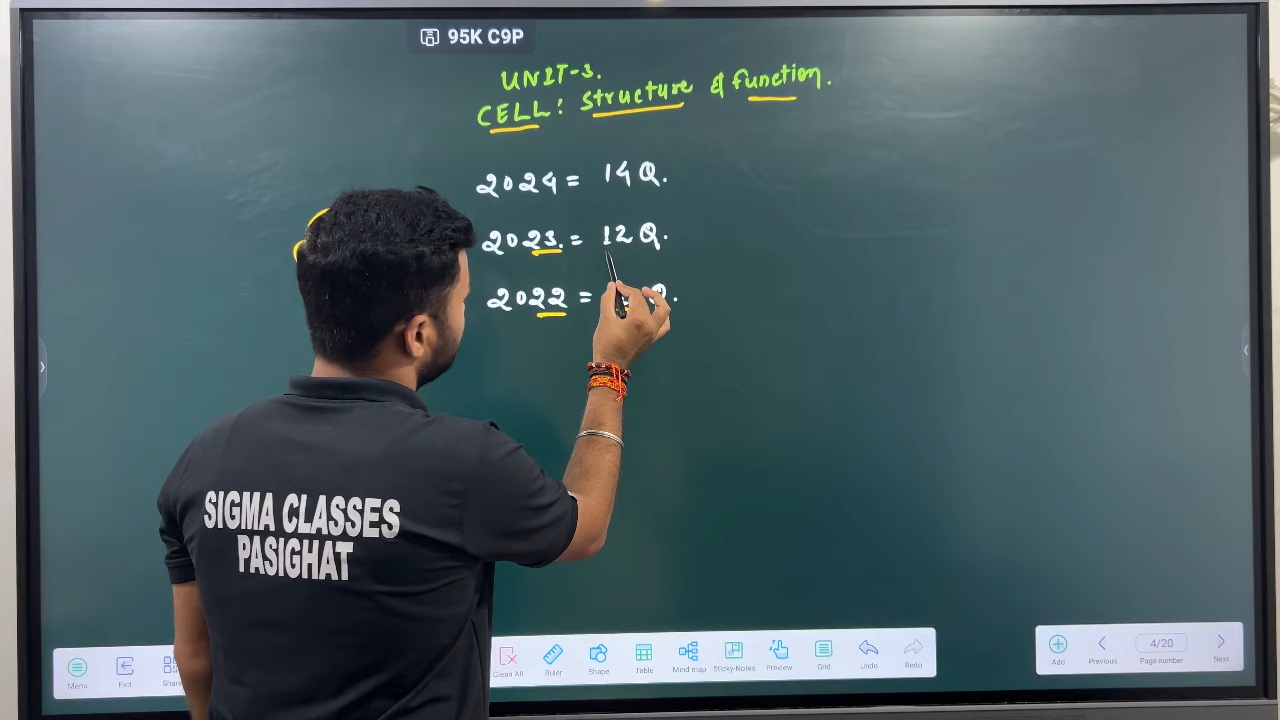 95K C9P
UNIT-3.
CELL: Structure & function.
2024 = 14 Q.
2023. = 12 Q.
2022 = Q.
SIGMA CLASSES
PASIGHAT
Menu
Exit
Share
Clean All
Ruler
Shape
Table
Mind map
Sticky-Notes
Preview
Grid
Undo
Redo
Add
Previous
4/20
Page number
Next